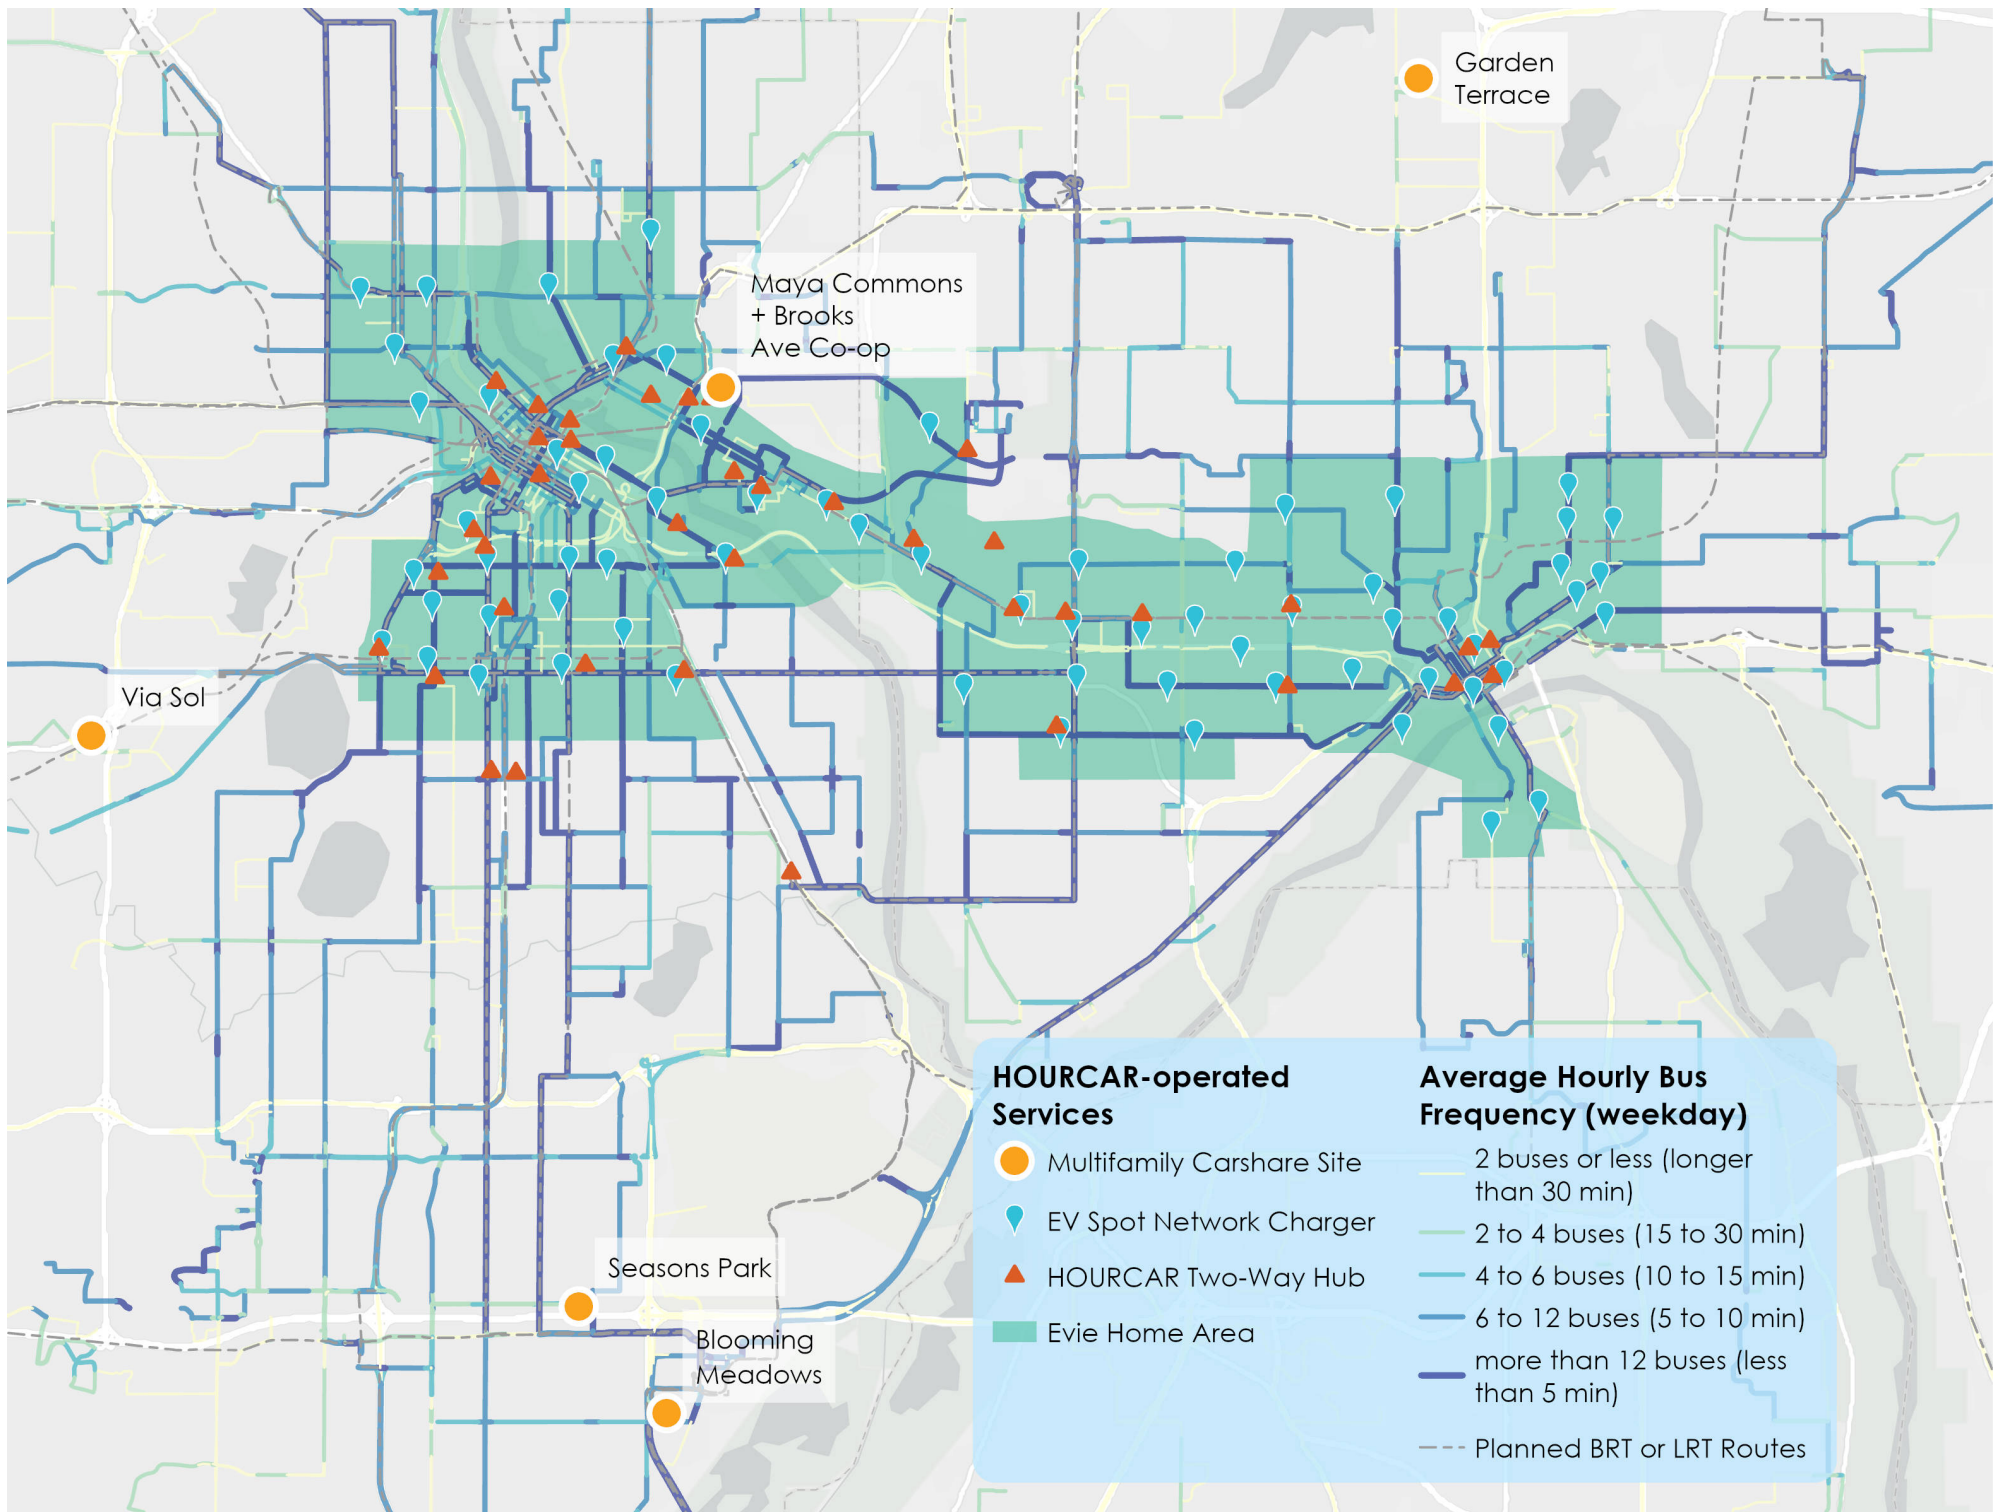 Garden
Terrace
Maya Commons
+ Brooks
Ave Co-op
Via Sol
Seasons Park
Blooming
Meadows
HOURCAR-operated
Services
Multifamily Carshare Site
EV Spot Network Charger
HOURCAR Two-Way Hub
Evie Home Area
Average Hourly Bus
Frequency (weekday)
2 buses or less (longer
than 30 min)
2 to 4 buses (15 to 30 min)
4 to 6 buses (10 to 15 min)
6 to 12 buses (5 to 10 min)
more than 12 buses (less
than 5 min)
Planned BRT or LRT Routes